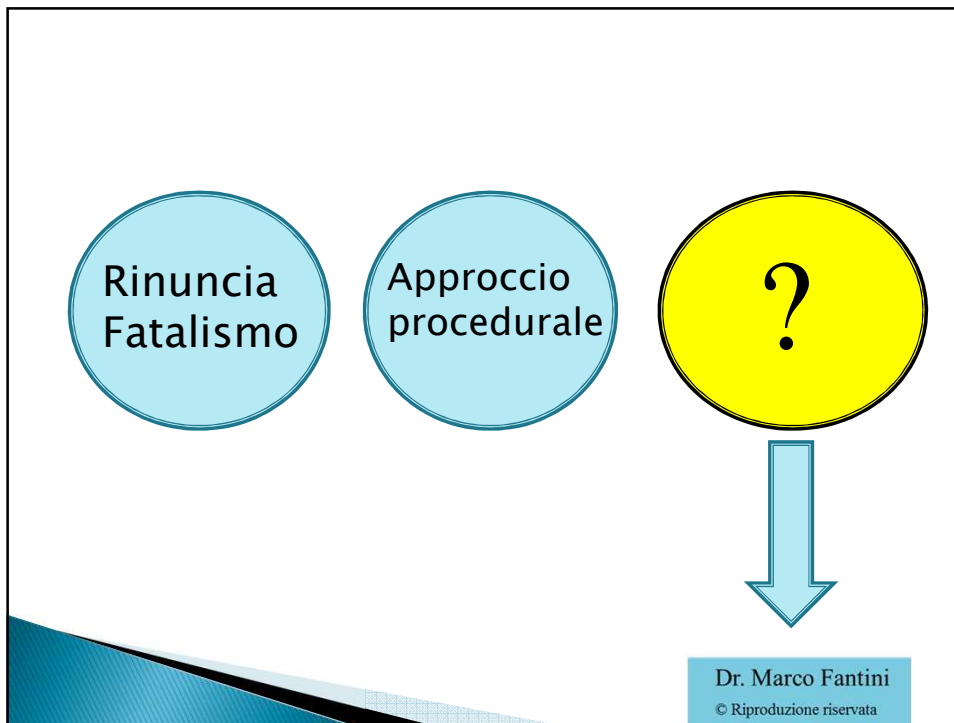 Rinuncia
Fatalismo
Approccio
procedurale
?
Dr. Marco Fantini
© Riproduzione riservata